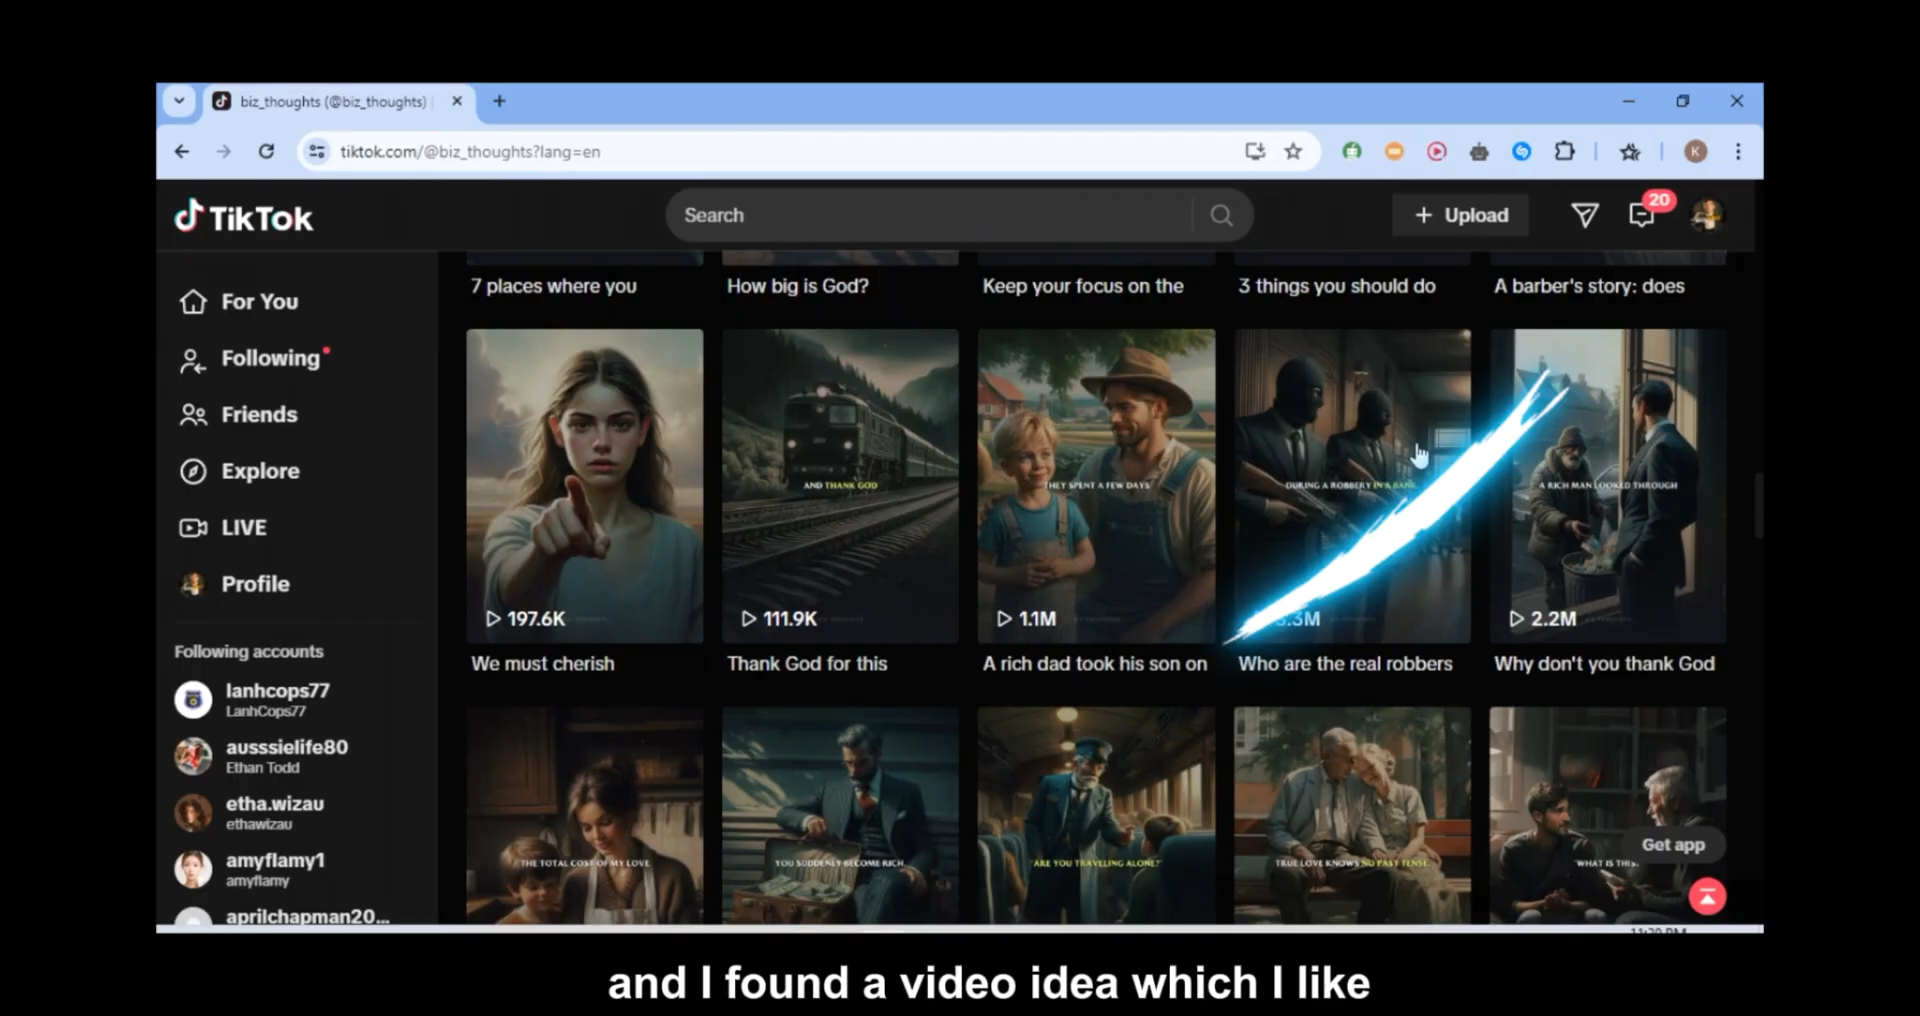 biz_thoughts (@biz_thoughts)
tiktok.com/@biz_thoughts?lang=en
K
TikTok
Search
Upload
20
For You
Following
Friends
Explore
LIVE
Profile
Following accounts
lanhcops77
LanhCops77
ausssielife80
Ethan Todd
etha.wizau
ethawizau
amyflamy1
amyflamy
aprilchapman20...
7 places where you
How big is God?
Keep your focus on the
3 things you should do
A barber's story: does
197.6K
We must cherish
AND THANK GOD
111.9K
Thank God for this
THEY SPENT A FEW DAYS
1.1M
A rich dad took his son on
DURING A ROBBERY IN A BANK
.3M
Who are the real robbers
A RICH MAN LOOKED THROUGH
2.2M
Why don't you thank God
THE TOTAL COST OF MY LOVE
YOU SUDDENLY BECOME RICH
"ARE YOU TRAVELING ALONE?"
TRUE LOVE KNOWS NO PAST TENSE.
"WHAT IS THIS
Get app
and I found a video idea which I like